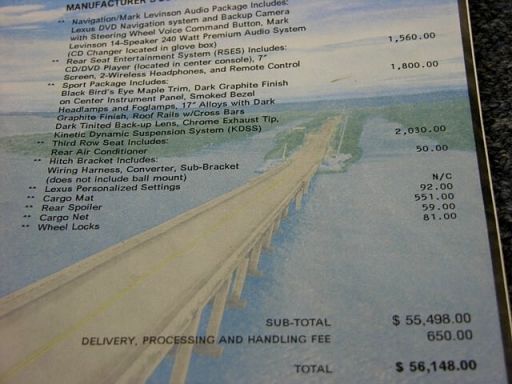 MANUFACTURER'S
** Navigation/Mark Levinson Audio Package Includes:
Lexus DVD Navigation system and Backup Camera
with Steering Wheel Voice Command Button, Mark
Levinson 14-Speaker 240 Watt Premium Audio System
(CD Changer located in glove box) 1,560.00
** Rear Seat Entertainment System (RSES) Includes:
CD/DVD Player (located in center console), 7"
Screen, 2-Wireless Headphones, and Remote Control 1,800.00
** Sport Package Includes:
Black Bird's Eye Maple Trim, Dark Graphite Finish
on Center Instrument Panel, Smoked Bezel
Headlamps and Foglamps, 17" Alloys with Dark
Graphite Finish, Roof Rails w/Cross Bars
Dark Tinted Back-up Lens, Chrome Exhaust Tip,
Kinetic Dynamic Suspension System (KDSS) 2,030.00
** Third Row Seat Includes:
Rear Air Conditioner 50.00
** Hitch Bracket Includes:
Wiring Harness, Converter, Sub-Bracket
(does not include ball mount) N/C
** Lexus Personalized Settings 92.00
** Cargo Mat 551.00
** Rear Spoiler 59.00
** Cargo Net 81.00
** Wheel Locks
SUB-TOTAL $ 55,498.00
DELIVERY, PROCESSING AND HANDLING FEE 650.00
TOTAL $ 56,148.00